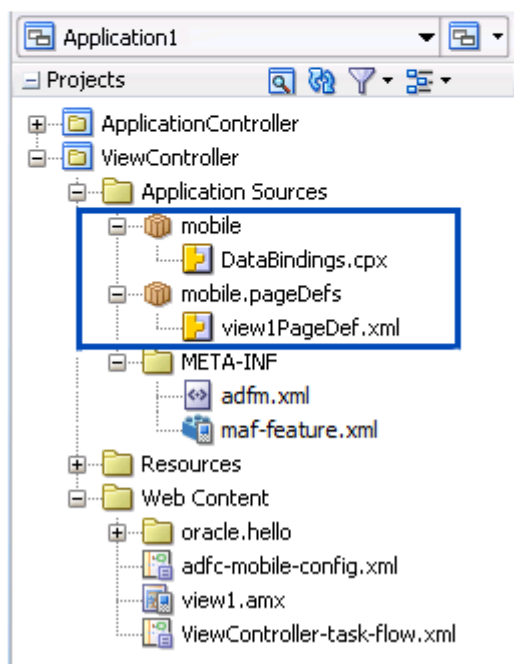 Application1
Projects
ApplicationController
ViewController
Application Sources
mobile
DataBindings.cpx
mobile.pageDefs
view1PageDef.xml
META-INF
adfm.xml
maf-feature.xml
Resources
Web Content
oracle.hello
adfc-mobile-config.xml
view1.amx
ViewController-task-flow.xml